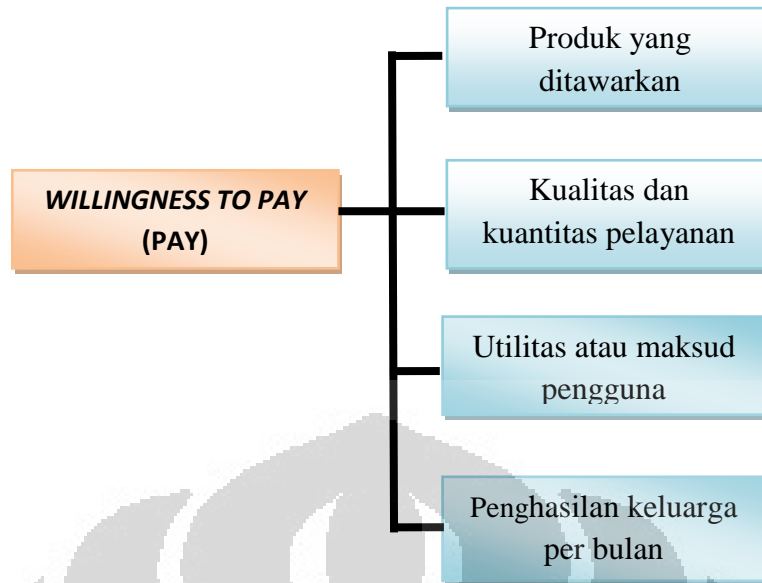 Produk yang
ditawarkan
WILLINGNESS TO PAY
(PAY)
Kualitas dan
kuantitas pelayanan
Utilitas atau maksud
pengguna
Penghasilan keluarga
per bulan